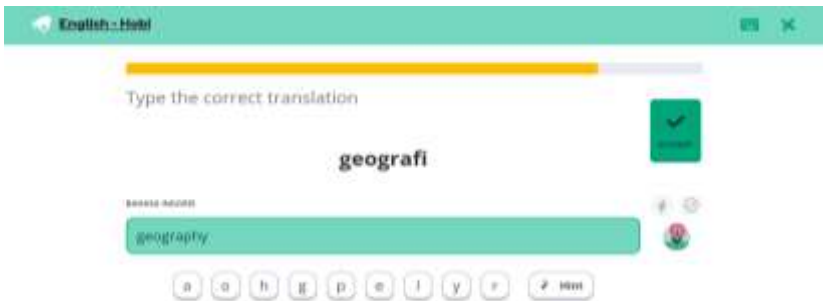 English - Hobi
Type the correct translation
geografi
geography
a o h g p e l y r Hint